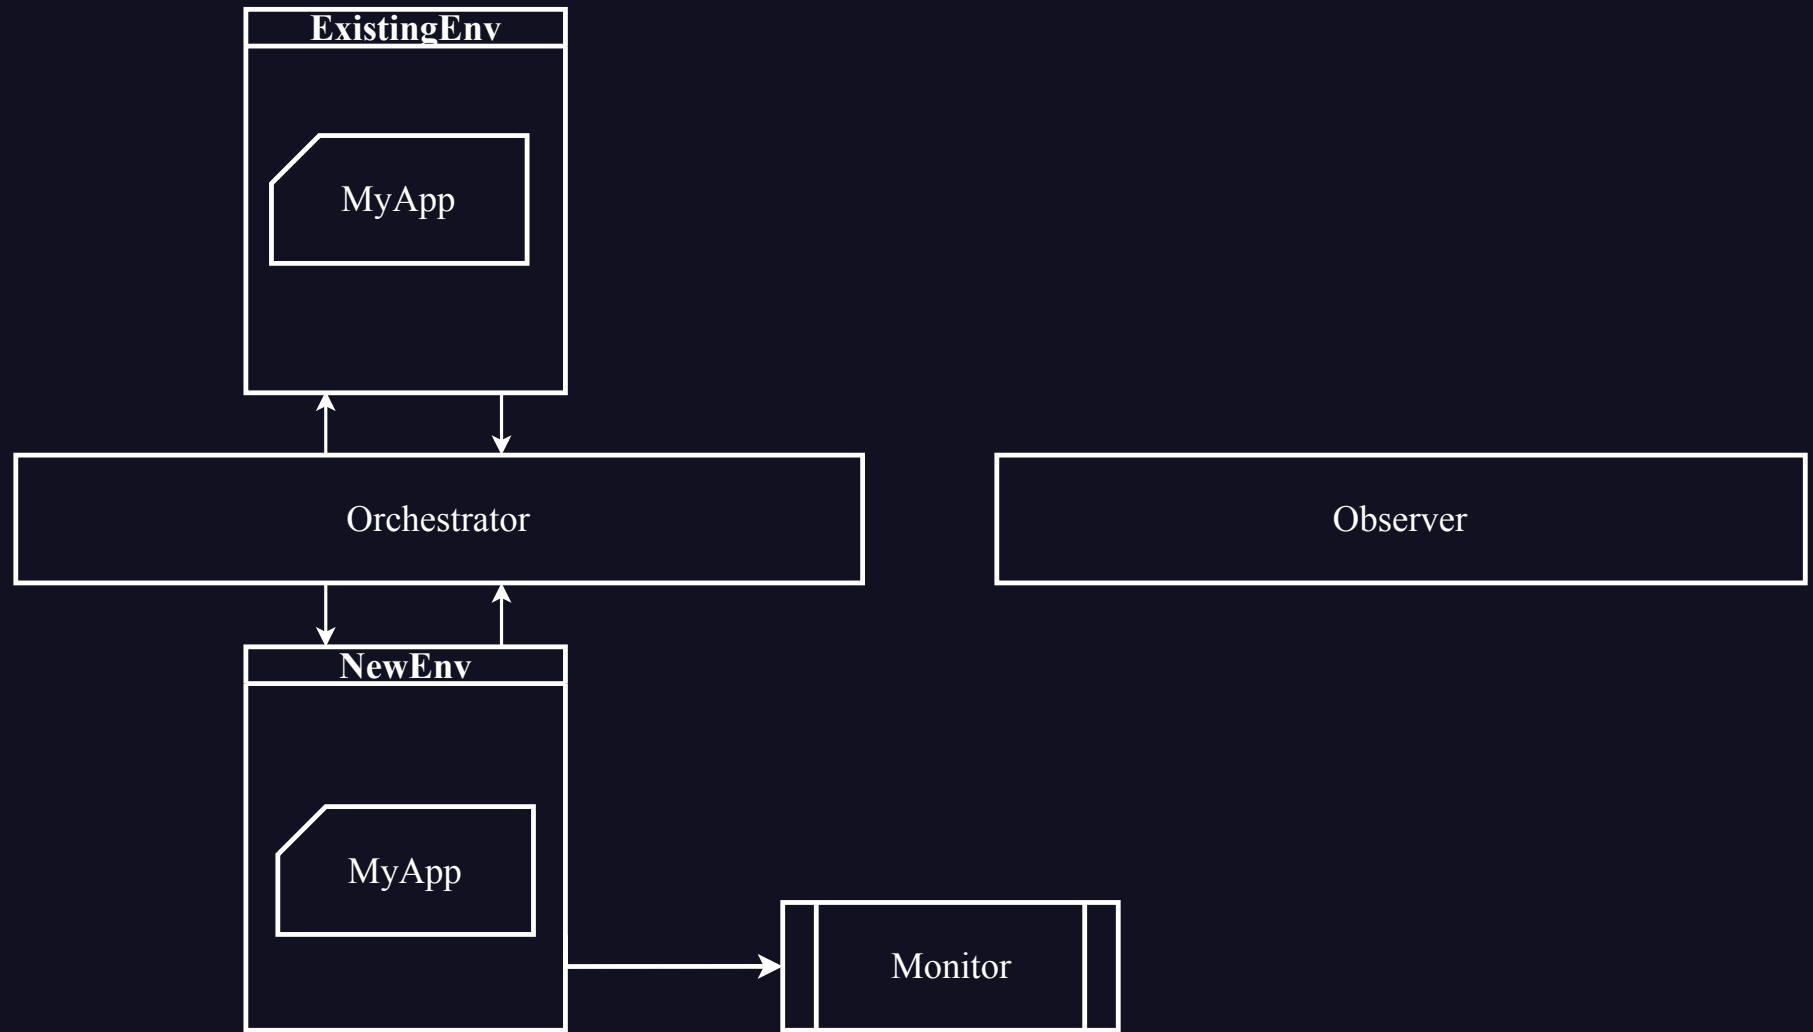 ExistingEnv
MyApp
Orchestrator
Observer
NewEnv
MyApp
Monitor